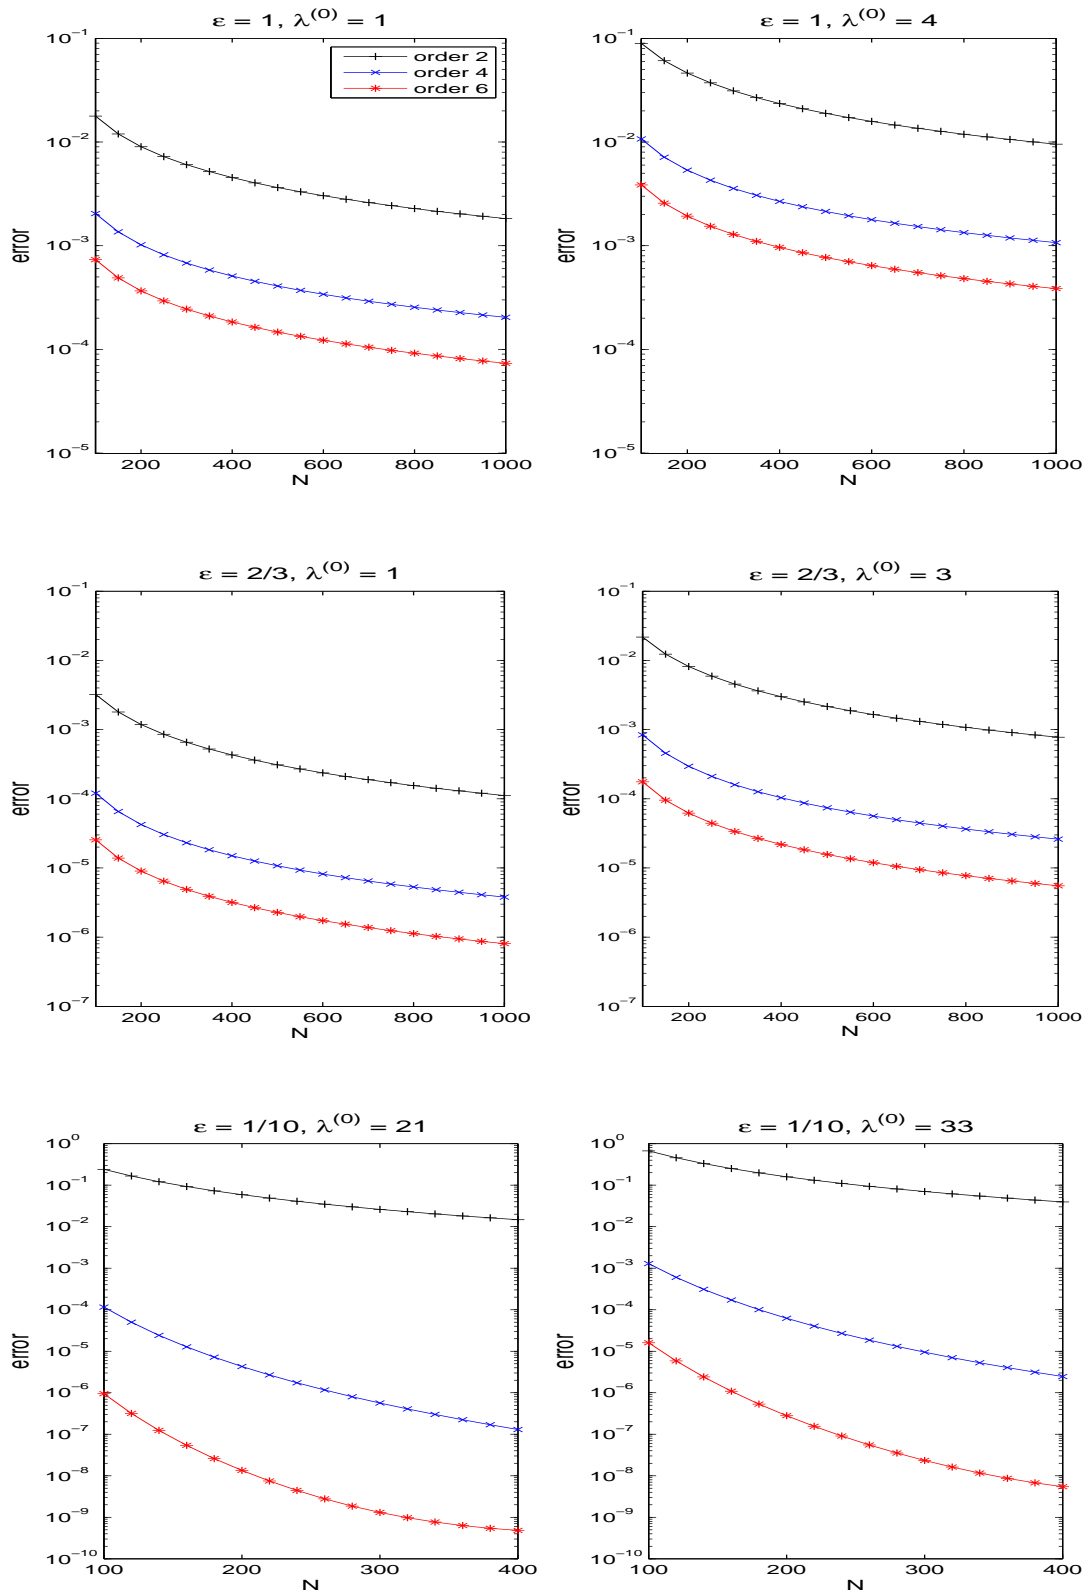 ε = 1, λ^(0) = 1
order 2
order 4
order 6
10^−1
10^−2
10^−3
10^−4
10^−5
error
200 400 600 800 1000
N
ε = 1, λ^(0) = 4
10^−1
10^−2
10^−3
10^−4
10^−5
error
200 400 600 800 1000
N
ε = 2/3, λ^(0) = 1
10^−1
10^−2
10^−3
10^−4
10^−5
10^−6
10^−7
error
200 400 600 800 1000
N
ε = 2/3, λ^(0) = 3
10^−1
10^−2
10^−3
10^−4
10^−5
10^−6
10^−7
error
200 400 600 800 1000
N
ε = 1/10, λ^(0) = 21
10^0
10^−1
10^−2
10^−3
10^−4
10^−5
10^−6
10^−7
10^−8
10^−9
10^−10
error
100 200 300 400
N
ε = 1/10, λ^(0) = 33
10^0
10^−1
10^−2
10^−3
10^−4
10^−5
10^−6
10^−7
10^−8
10^−9
10^−10
error
100 200 300 400
N